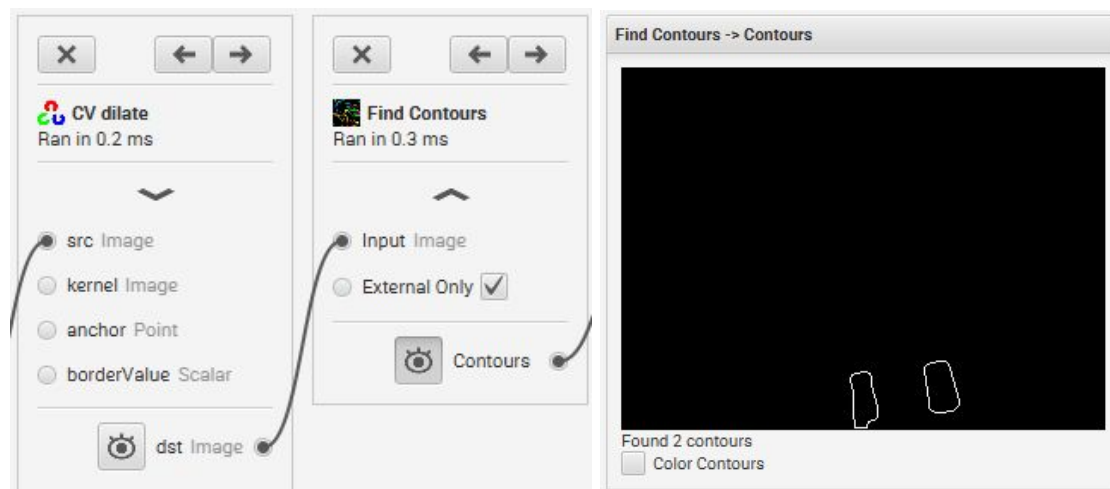 CV dilate
Ran in 0.2 ms
src Image
kernel Image
anchor Point
borderValue Scalar
dst Image
Find Contours
Ran in 0.3 ms
Input Image
External Only
Contours
Find Contours -> Contours
Found 2 contours
Color Contours